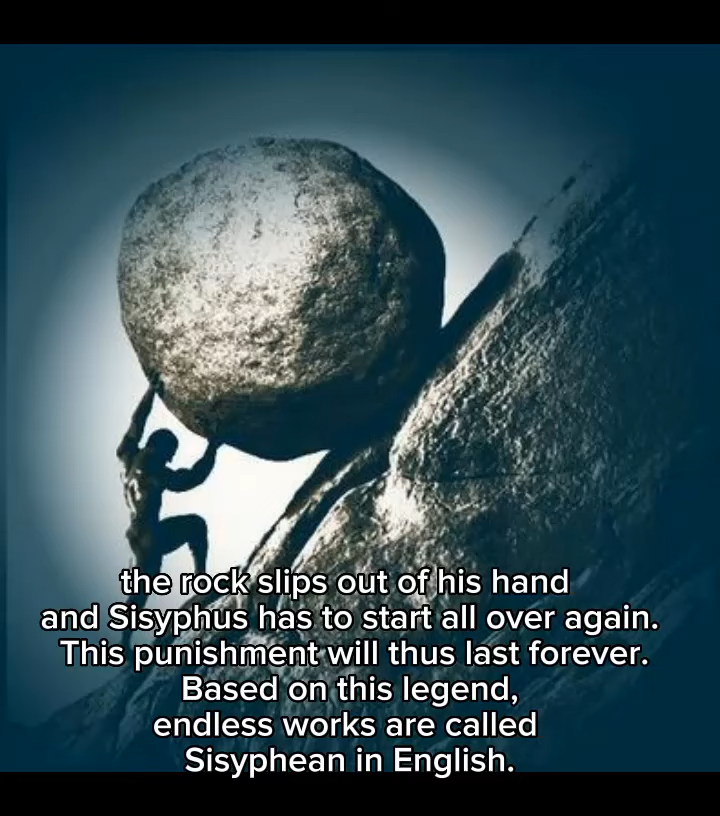 the rock slips out of his hand
and Sisyphus has to start all over again.
This punishment will thus last forever.
Based on this legend,
endless works are called
Sisyphean in English.